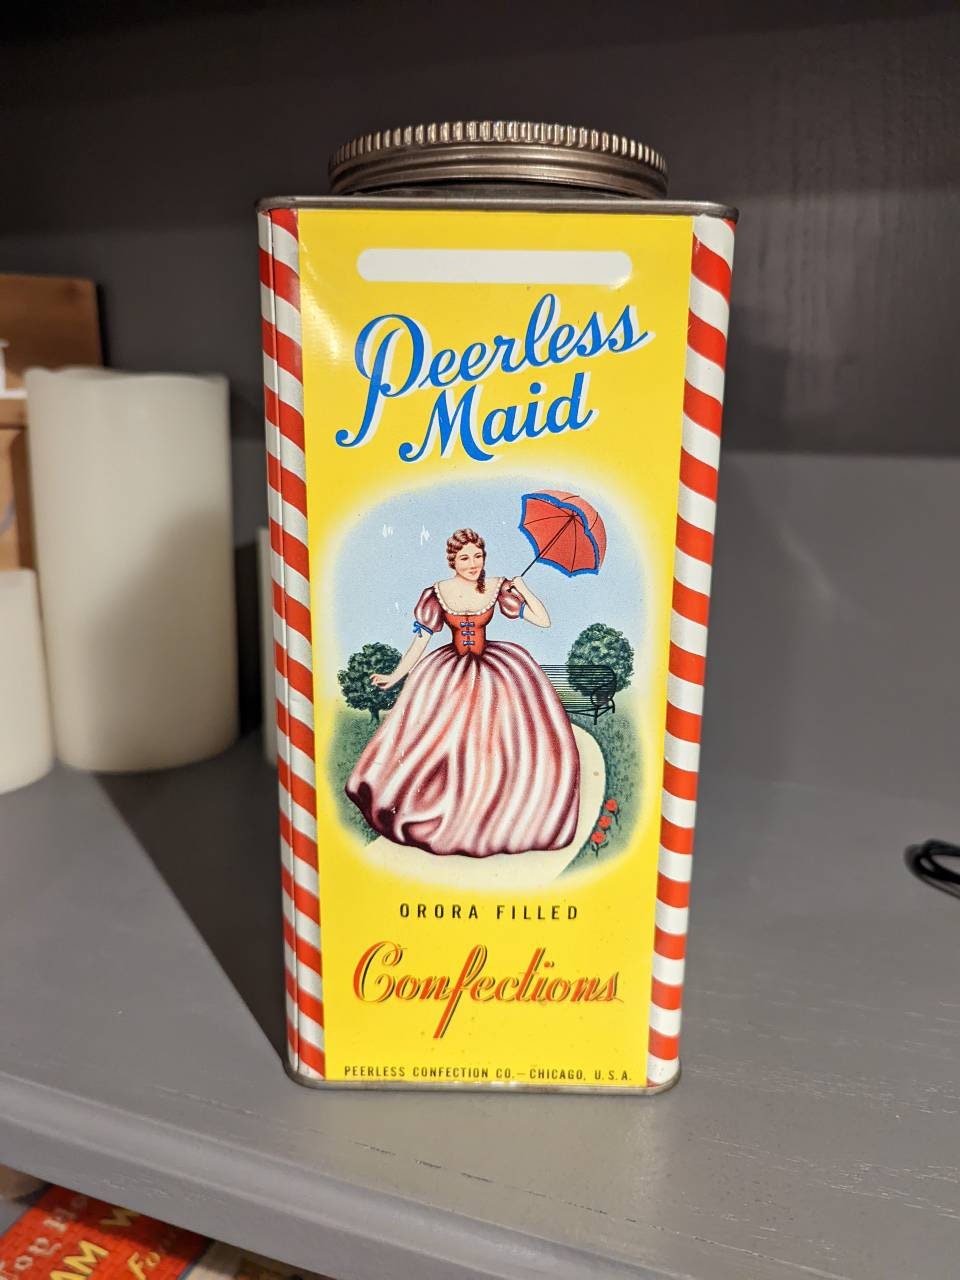 Peerless
Maid
ORORA FILLED
Confections
PEERLESS CONFECTION CO.–CHICAGO, U.S.A.